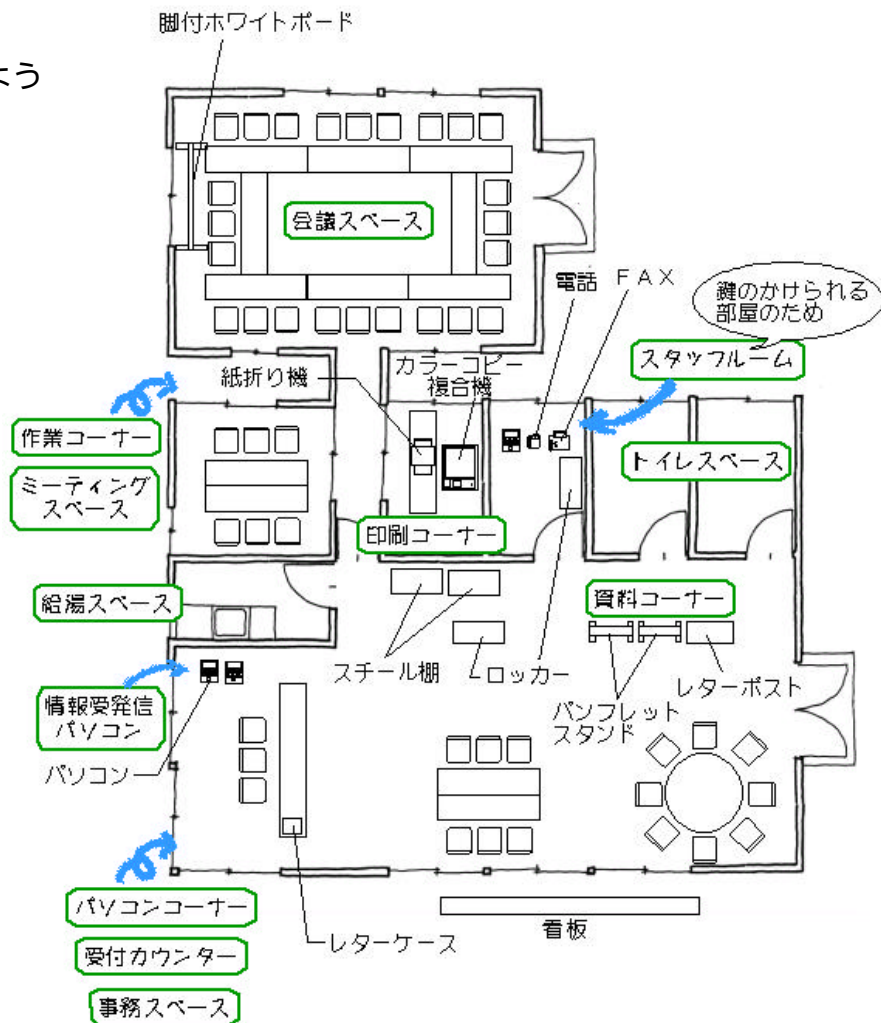 脚付ホワイトボード
よう
会議スペース
電話
ＦＡＸ
鍵のかけられる
部屋のため
スタッフルーム
紙折り機
カラーコピー
複合機
作業コーナー
ミーティング
スペース
トイレスペース
印刷コーナー
給湯スペース
資料コーナー
スチール棚
ロッカー
レターポスト
パンフレット
スタンド
情報受発信
パソコン
パソコン
パソコンコーナー
受付カウンター
事務スペース
レターケース
看板